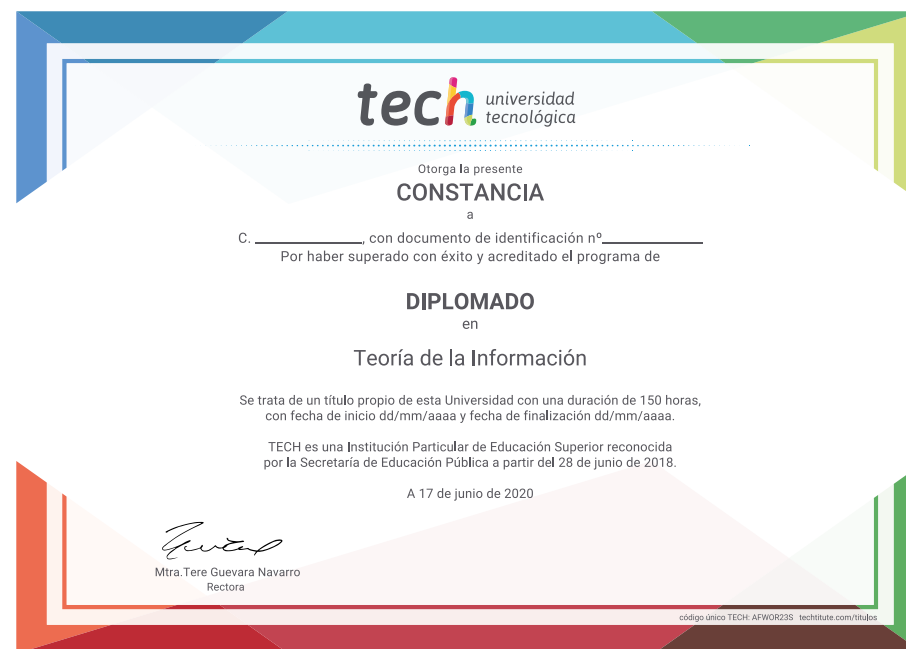 tech universidad
tecnológica
Otorga la presente
CONSTANCIA
a
C. ____________, con documento de identificación nº____________
Por haber superado con éxito y acreditado el programa de
DIPLOMADO
en
Teoría de la Información
Se trata de un título propio de esta Universidad con una duración de 150 horas,
con fecha de inicio dd/mm/aaaa y fecha de finalización dd/mm/aaaa.
TECH es una Institución Particular de Educación Superior reconocida
por la Secretaría de Educación Pública a partir del 28 de junio de 2018.
A 17 de junio de 2020
Mtra.Tere Guevara Navarro
Rectora
código único TECH: AFWOR23S techtitute.com/titulos